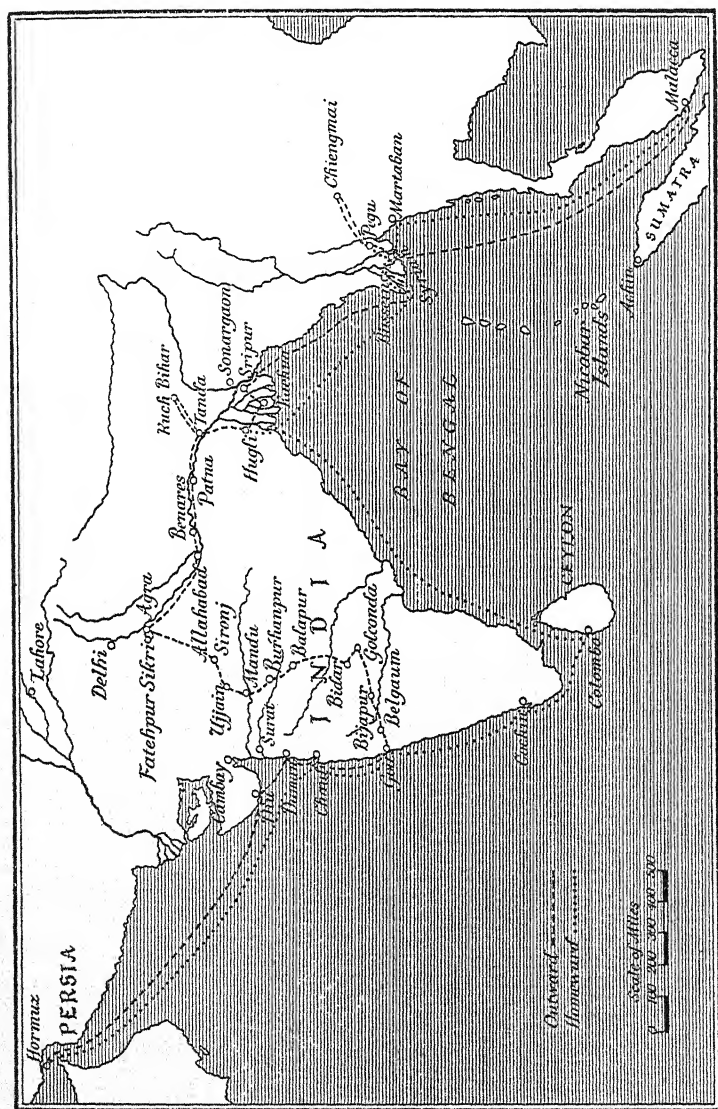 Hormuz
PERSIA
Lahore
Delhi
Fatehpur Sikri
Agra
Allahabad
Benares
Patna
Kuch Bihar
Tanda
Sonargaon
Sripur
Hugli
Chiengmai
Pegu
Martaban
Cambay
Ujjain
Sironj
Mandu
Burhanpur
Balapur
Surat
Diu
Daman
Chaul
INDIA
Bidar
Golconda
Bijapur
Belgaum
Goa
Cochin
CEYLON
Colombo
BAY OF
BENGAL
Nicobar
Islands
Achin
SUMATRA
Malacca
Outward
Homeward
Scale of Miles
0 100 200 300 400 500